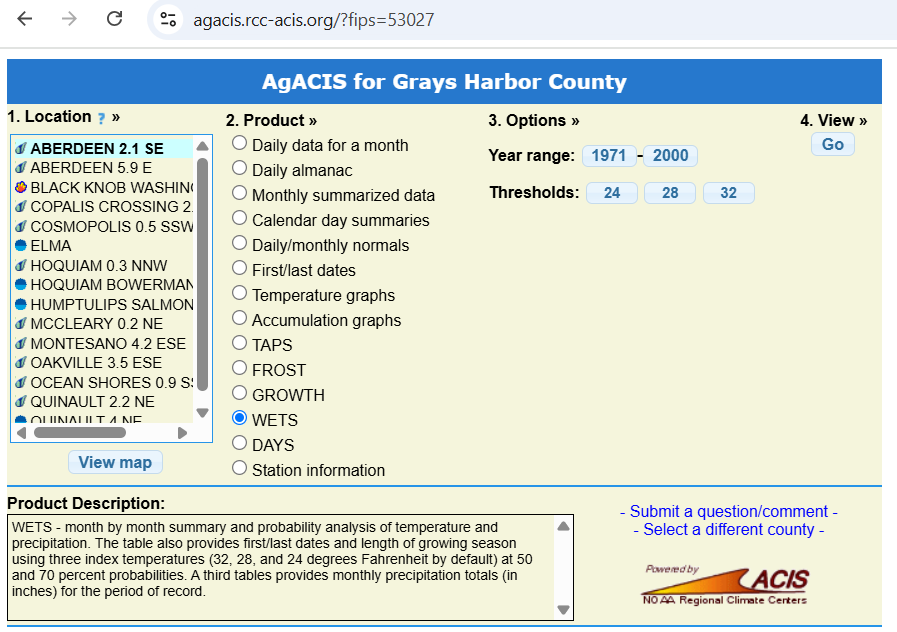 agacis.rcc-acis.org/?fips=53027
AgACIS for Grays Harbor County
1. Location ? »
ABERDEEN 2.1 SE
ABERDEEN 5.9 E
BLACK KNOB WASHIN
COPALIS CROSSING 2.
COSMOPOLIS 0.5 SSW
ELMA
HOQUIAM 0.3 NNW
HOQUIAM BOWERMAN
HUMPTULIPS SALMON
MCCLEARY 0.2 NE
MONTESANO 4.2 ESE
OAKVILLE 3.5 ESE
OCEAN SHORES 0.9 S
QUINAULT 2.2 NE
QUINAULT 4 NE
View map
2. Product »
Daily data for a month
Daily almanac
Monthly summarized data
Calendar day summaries
Daily/monthly normals
First/last dates
Temperature graphs
Accumulation graphs
TAPS
FROST
GROWTH
WETS
DAYS
Station information
3. Options »
Year range: 1971 - 2000
Thresholds: 24 28 32
4. View »
Go
Product Description:
WETS - month by month summary and probability analysis of temperature and
precipitation. The table also provides first/last dates and length of growing season
using three index temperatures (32, 28, and 24 degrees Fahrenheit by default) at 50
and 70 percent probabilities. A third tables provides monthly precipitation totals (in
inches) for the period of record.
- Submit a question/comment -
- Select a different county -
Powered by
ACIS
NOAA Regional Climate Centers